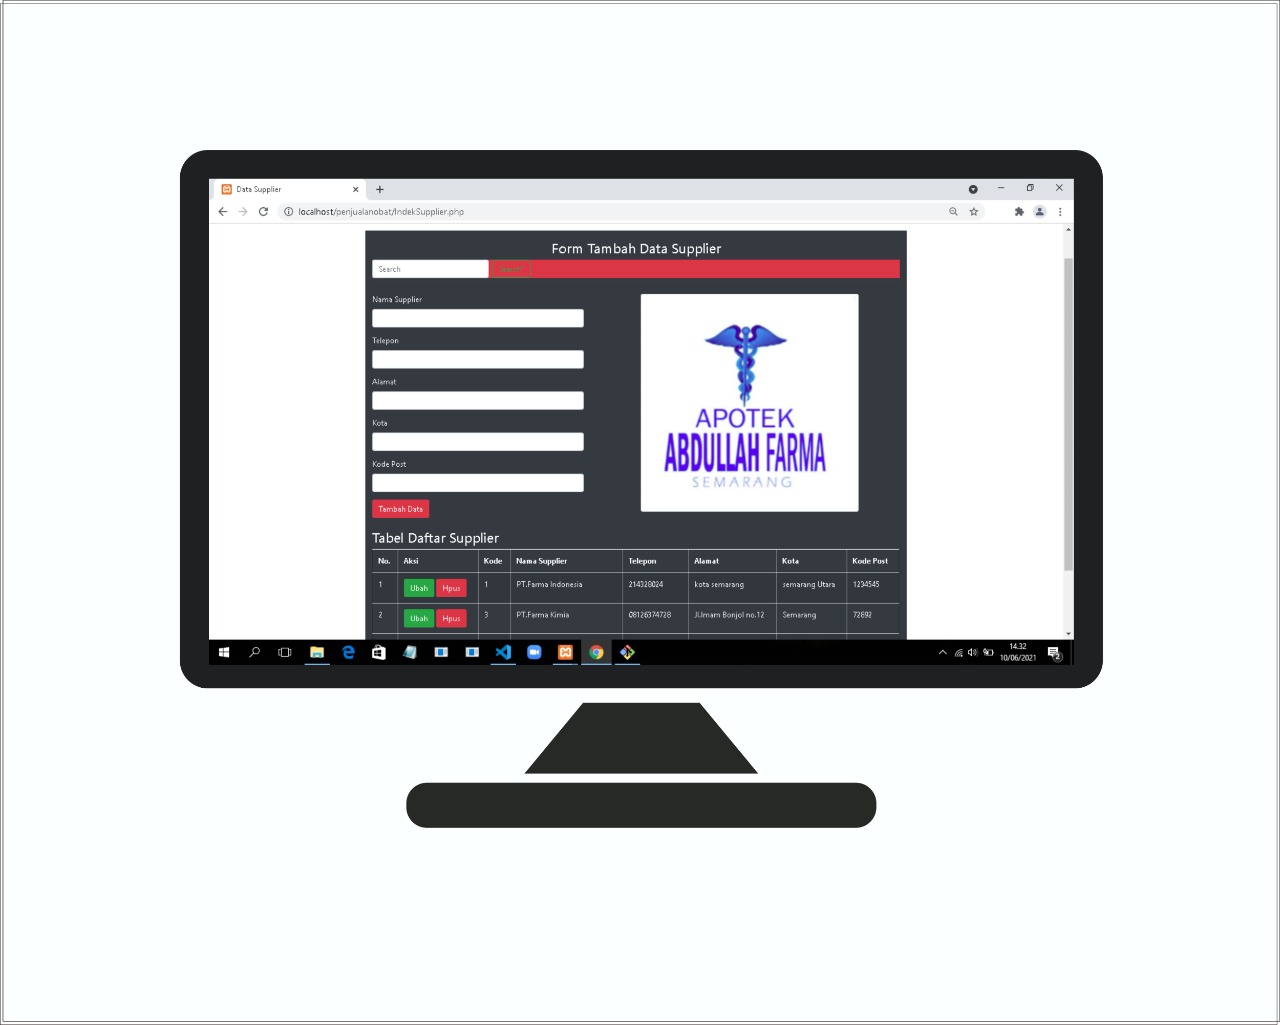 Data Supplier
localhost/penjualanobat/IndekSupplier.php
Form Tambah Data Supplier
Search
Search
Nama Supplier
Telepon
Alamat
Kota
Kode Post
Tambah Data
APOTEK
ABDULLAH FARMA
SEMARANG
Tabel Daftar Supplier
No. Aksi Kode Nama Supplier Telepon Alamat Kota Kode Post
1 Ubah Hpus 1 PT.Farma Indonesia 214328024 kota semarang semarang Utara 1234545
2 Ubah Hpus 3 PT.Farma Kimia 08126374728 Jl.Imam Bonjol no.12 Semarang 72892
14.32
10/06/2021
2